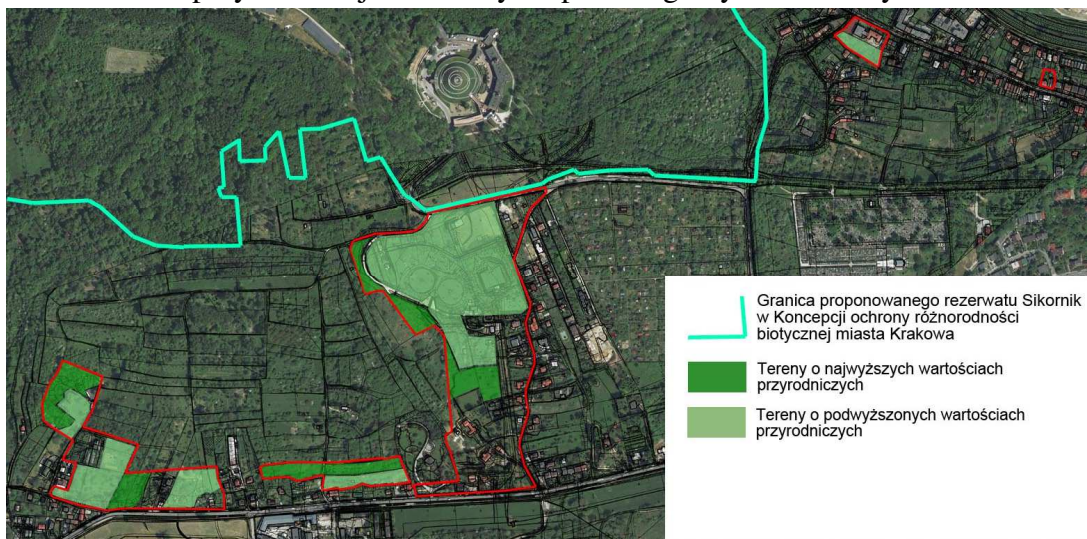 Granica proponowanego rezerwatu Sikornik
w Koncepcji ochrony różnorodności
biotycznej miasta Krakowa
Tereny o najwyższych wartościach
przyrodniczych
Tereny o podwyższonych wartościach
przyrodniczych